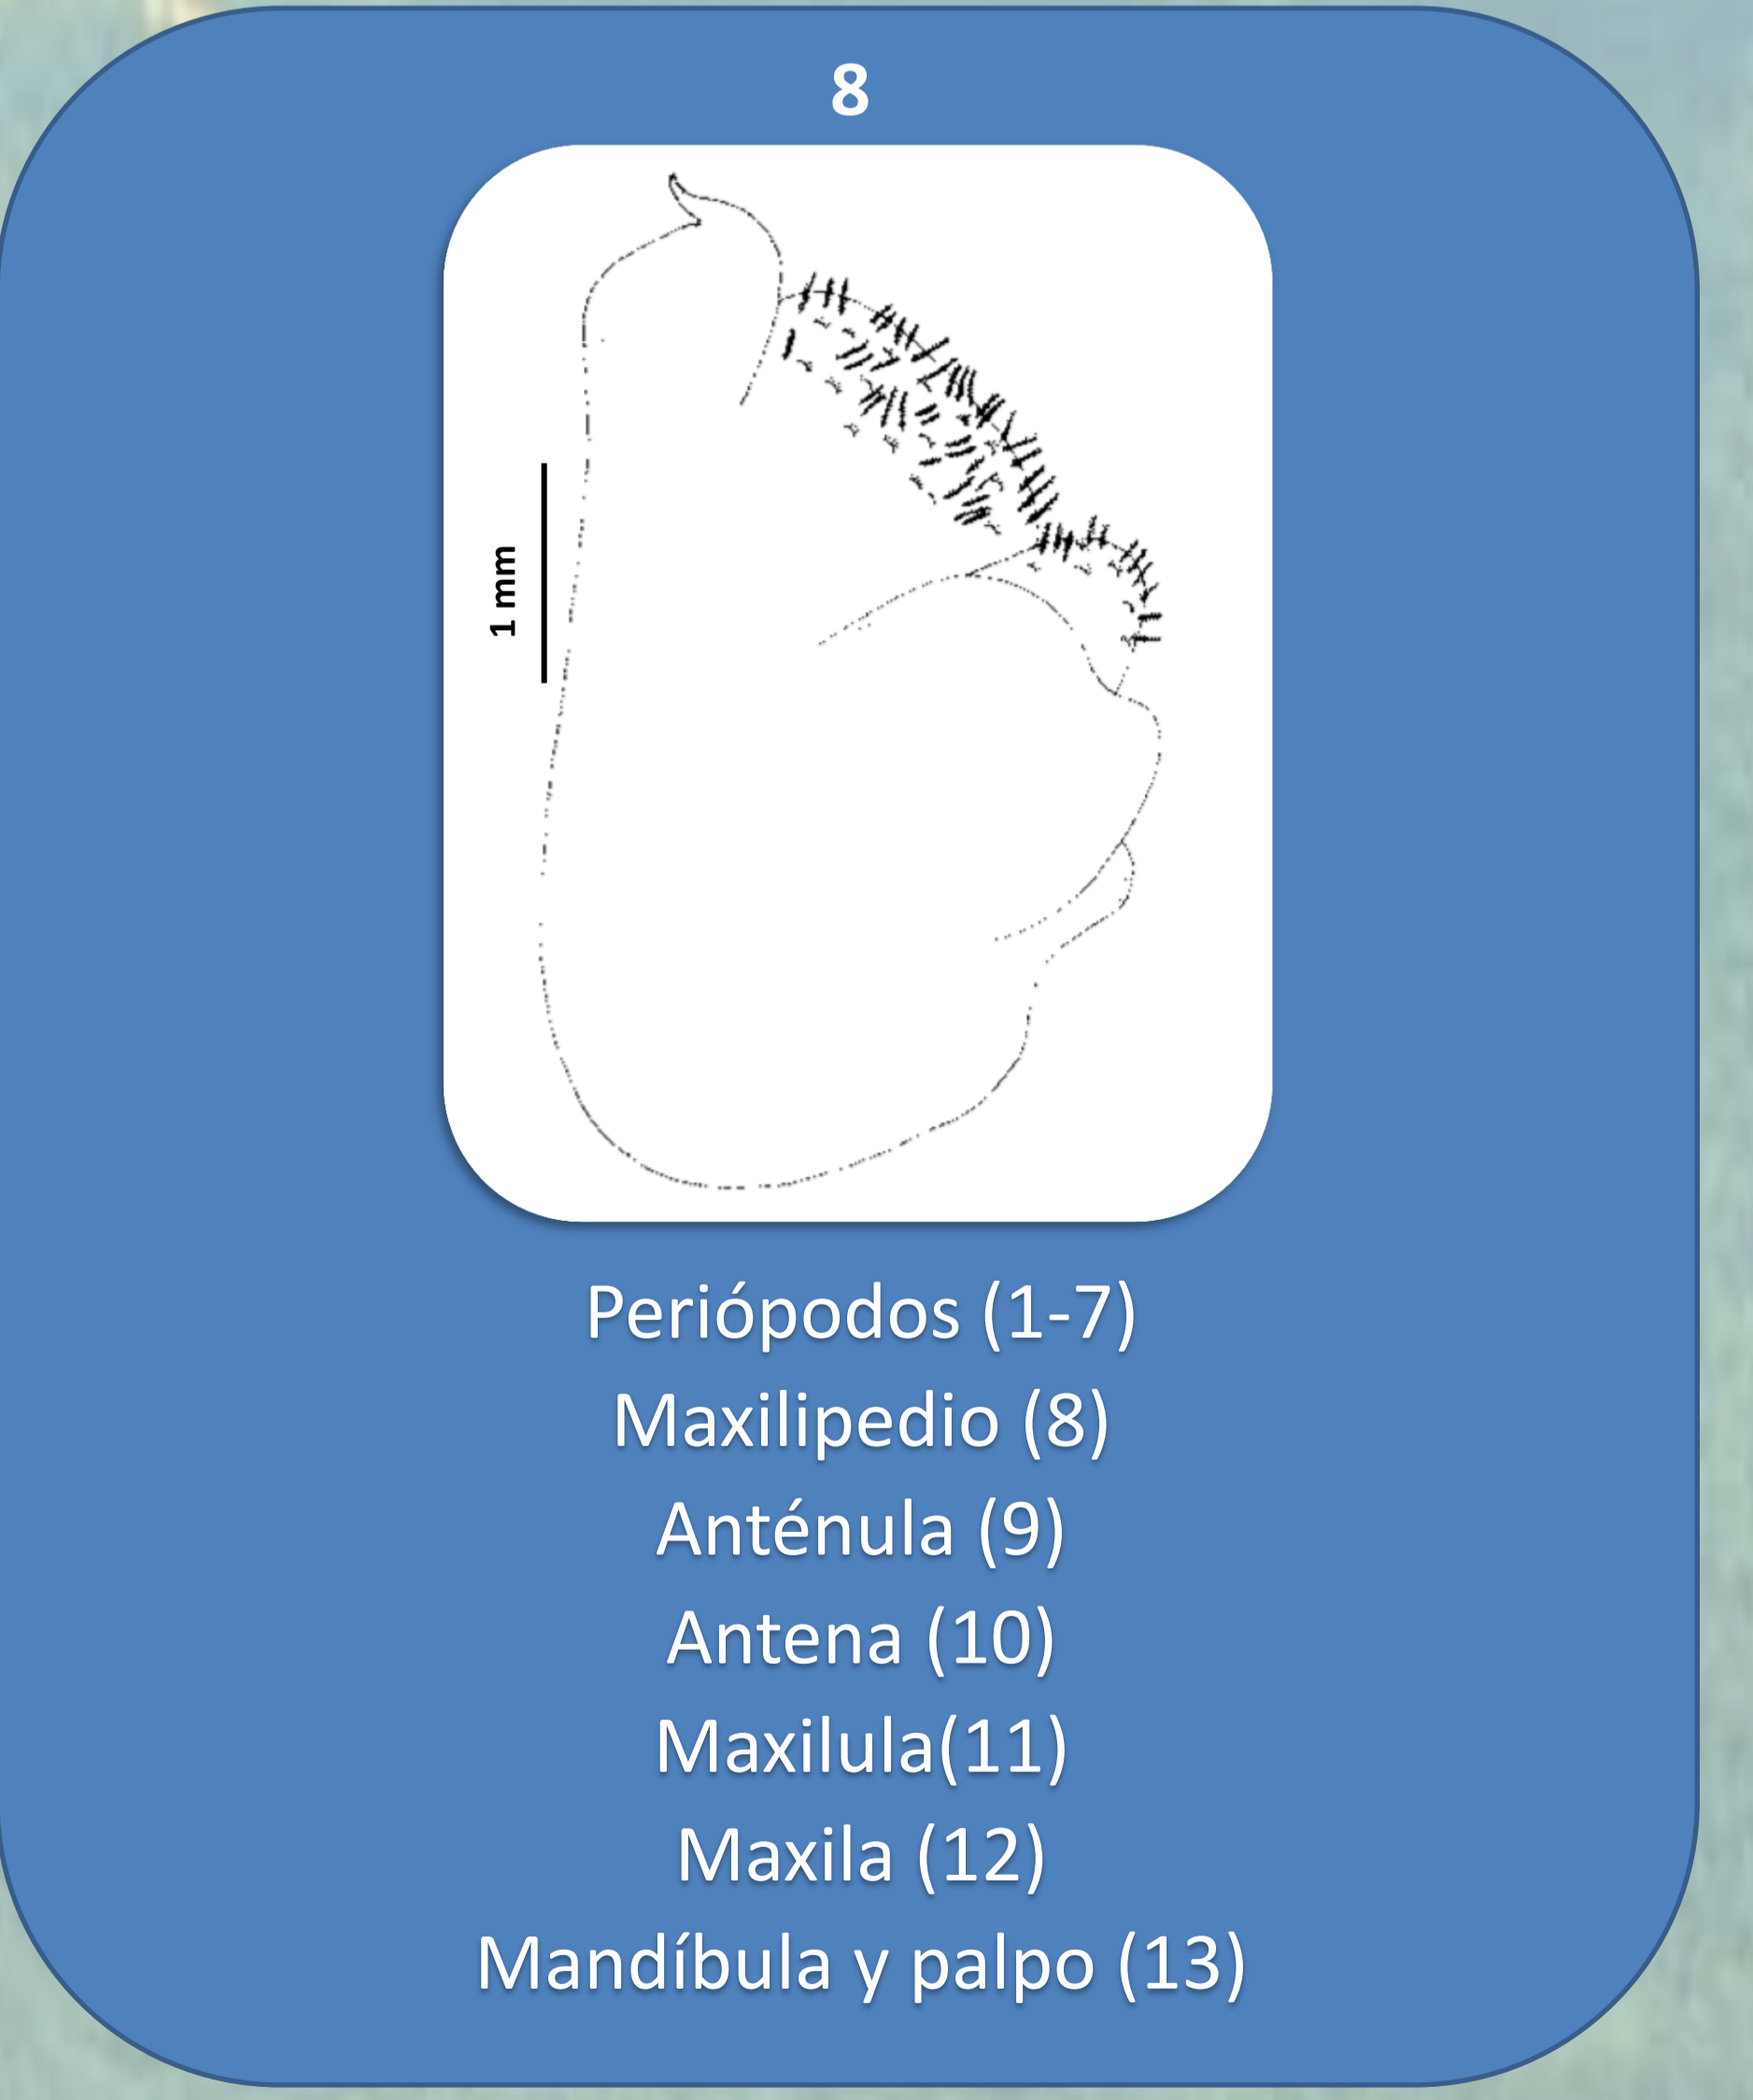 8
1 mm
Periópodos (1-7)
Maxilipedio (8)
Anténula (9)
Antena (10)
Maxilula(11)
Maxila (12)
Mandíbula y palpo (13)